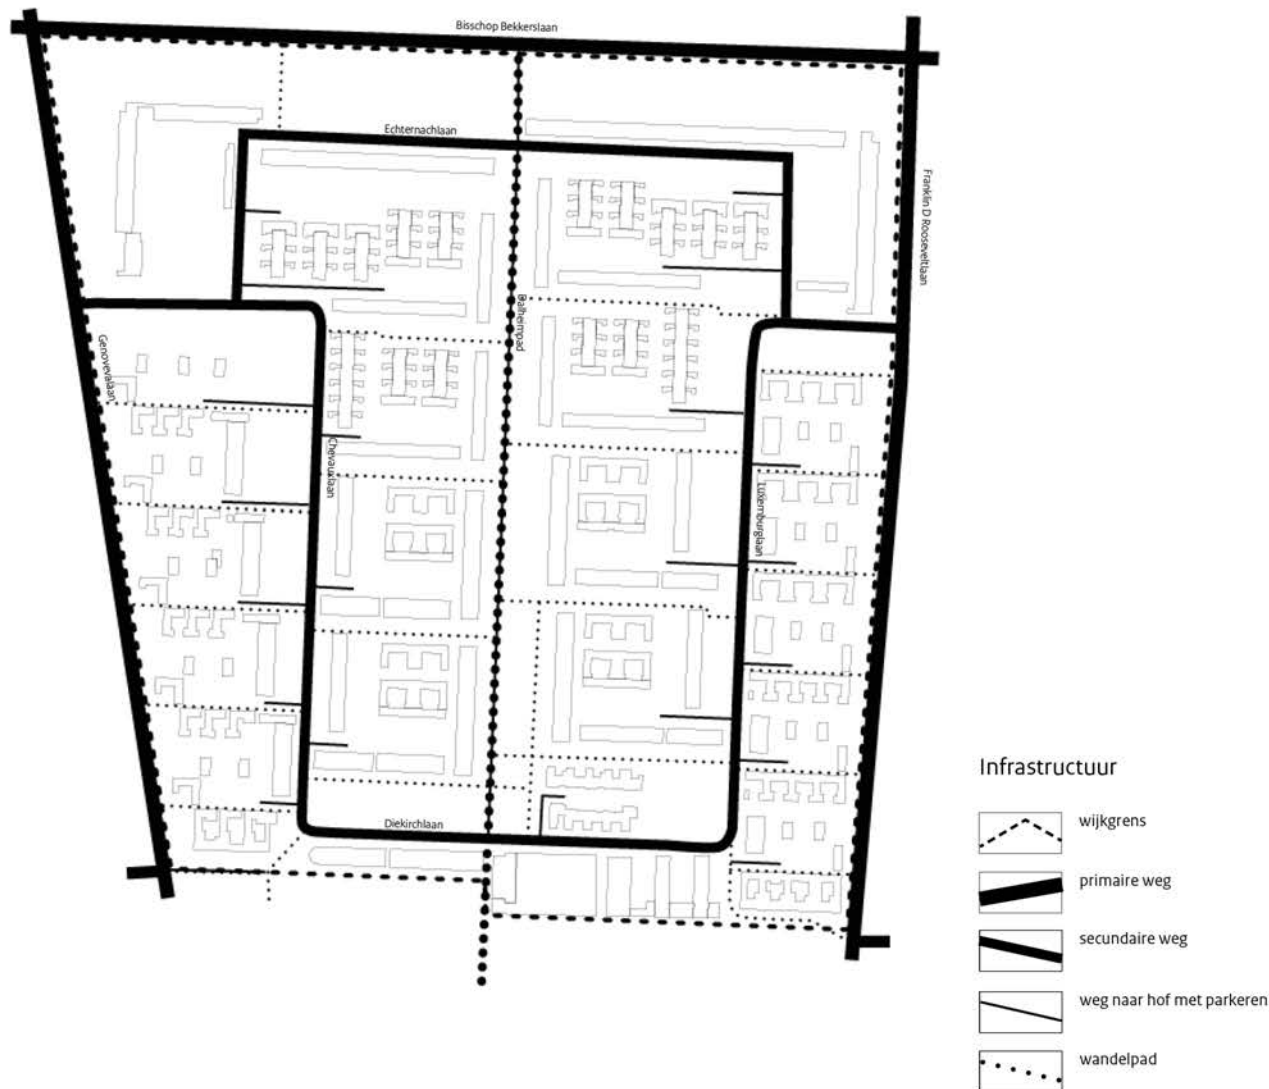 Bisschop Bekkerslaan
Echternachlaan
Franklin D Rooseveltlaan
Dalheimpad
Genovevalaan
Chevauxlaan
Luxemburglaan
Diekirchlaan
Infrastructuur
wijkgrens
primaire weg
secundaire weg
weg naar hof met parkeren
wandelpad